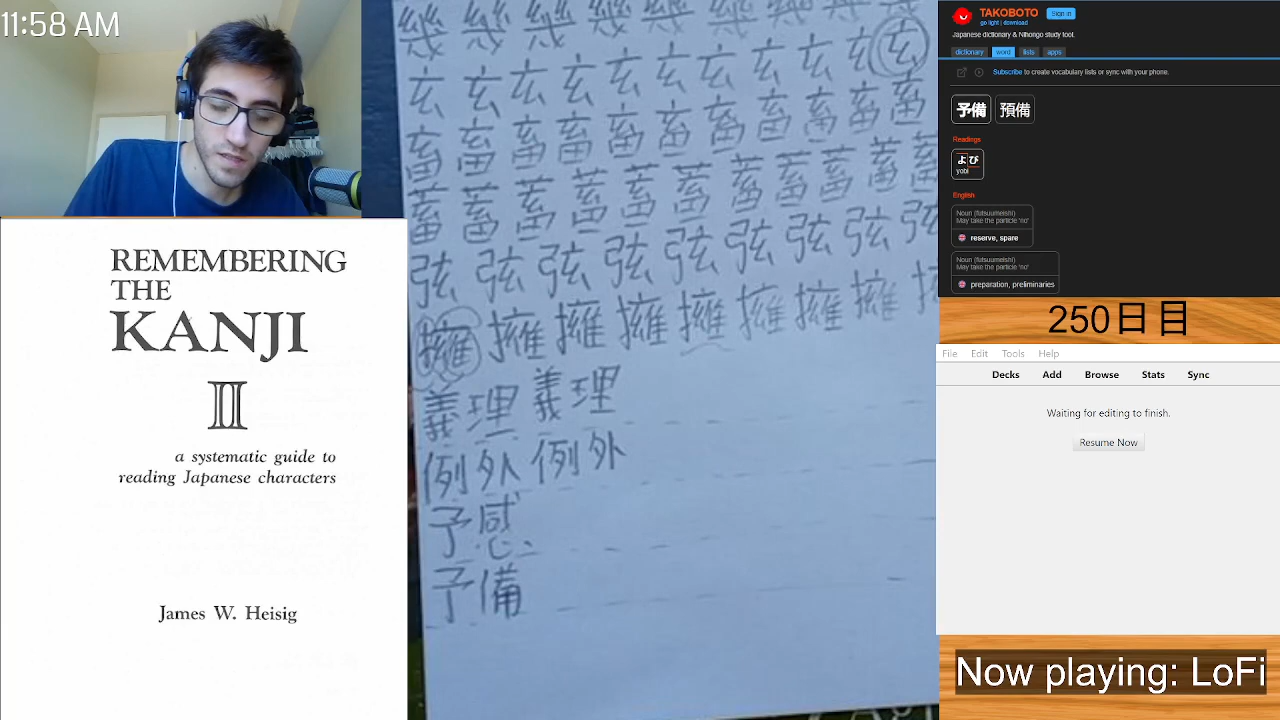 11:58 AM
REMEMBERING
THE
KANJI
II
a systematic guide to
reading Japanese characters
James W. Heisig
幾 幾 幾 幾 幾 幾 幾 幾 幾
玄 玄 玄 玄 玄 玄 玄 玄 玄 玄
畜 畜 畜 畜 畜 畜 畜 畜 畜 畜
蓄 蓄 蓄 蓄 蓄 蓄 蓄 蓄 蓄 蓄
弦 弦 弦 弦 弦 弦 弦 弦 弦
擁 擁 擁 擁 擁 擁 擁 擁
義理 義理
例外 例外
予感
予備
TAKOBOTO
Sign in
go light | download
Japanese dictionary & Nihongo study tool.
dictionary word lists apps
Subscribe to create vocabulary lists or sync with your phone.
予備 預備
Readings
よび
yobi
English
Noun (futsuumeishi)
May take the particle 'no'
reserve, spare
Noun (futsuumeishi)
May take the particle 'no'
preparation, preliminaries
250日目
File Edit Tools Help
Decks Add Browse Stats Sync
Waiting for editing to finish.
Resume Now
Now playing: LoFi